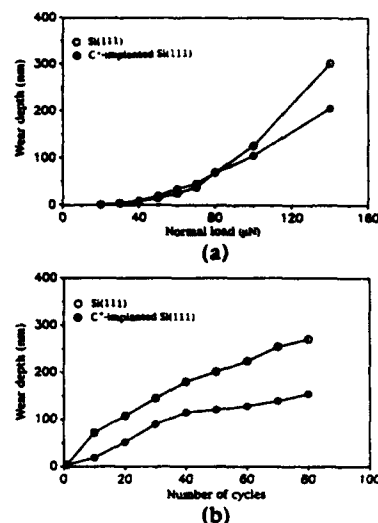 400
Si(111)
C⁺-implanted Si(111)
300
Wear depth (nm)
200
100
0
0 40 80 120 160
Normal load (μN)
(a)
400
Si(111)
C⁺-implanted Si(111)
300
Wear depth (nm)
200
100
0
0 20 40 60 80 100
Number of cycles
(b)